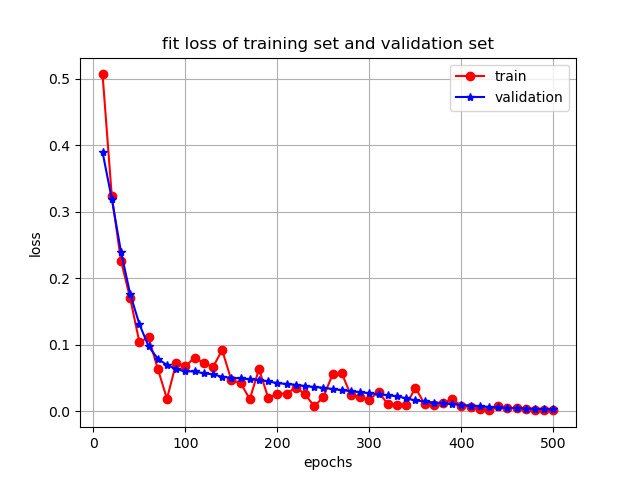 fit loss of training set and validation set
train
validation
0.5
0.4
0.3
0.2
0.1
0.0
loss
0
100
200
300
400
500
epochs